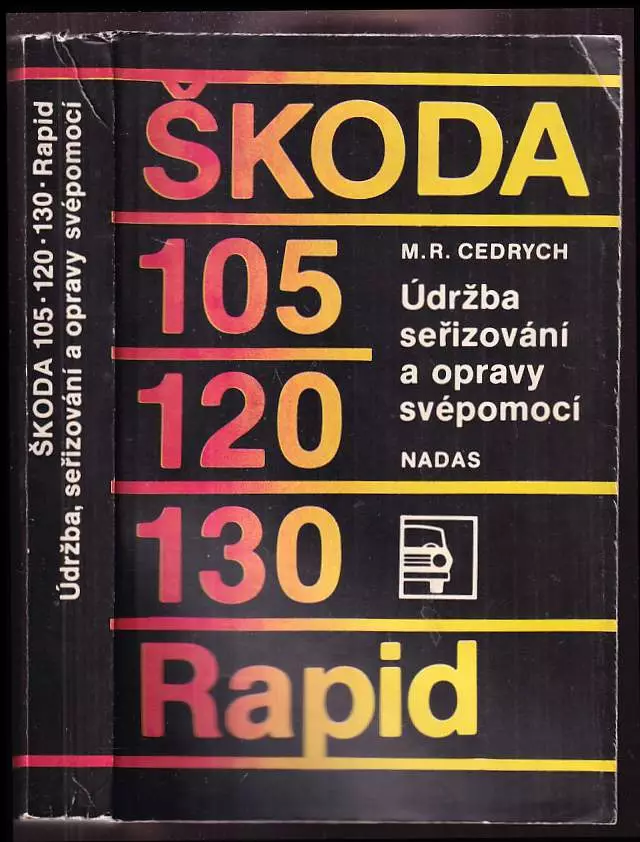 ŠKODA 105 · 120 · 130 · Rapid
Údržba, seřizování a opravy svépomocí
ŠKODA
105
M.R. CEDRYCH
Údržba
seřizování
a opravy
svépomocí
120
NADAS
130
Rapid